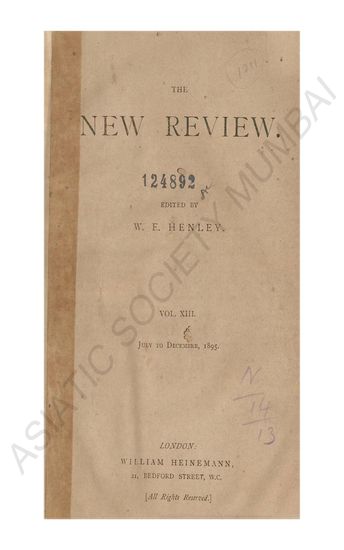 1211
THE
NEW REVIEW.
124892
EDITED BY
W. E. HENLEY.
VOL. XIII.
JULY TO DECEMBER, 1895.
N
14
13
LONDON:
WILLIAM HEINEMANN,
21, BEDFORD STREET, W.C.
[All Rights Reserved.]
ASIATIC SOCIETY MUMBAI